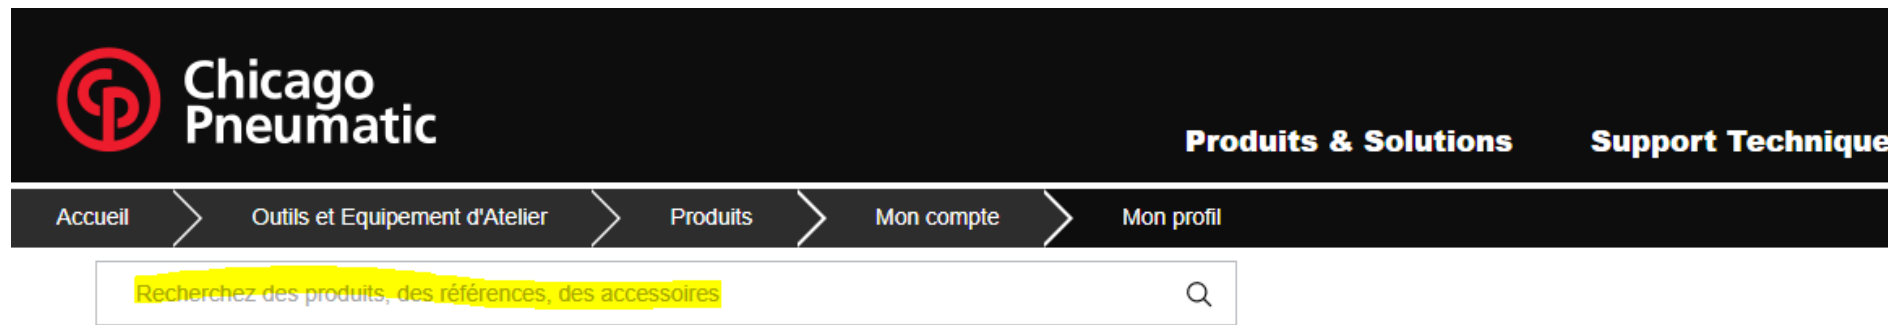 Chicago
Pneumatic
Produits & Solutions Support Technique
Accueil Outils et Equipement d'Atelier Produits Mon compte Mon profil
Recherchez des produits, des références, des accessoires